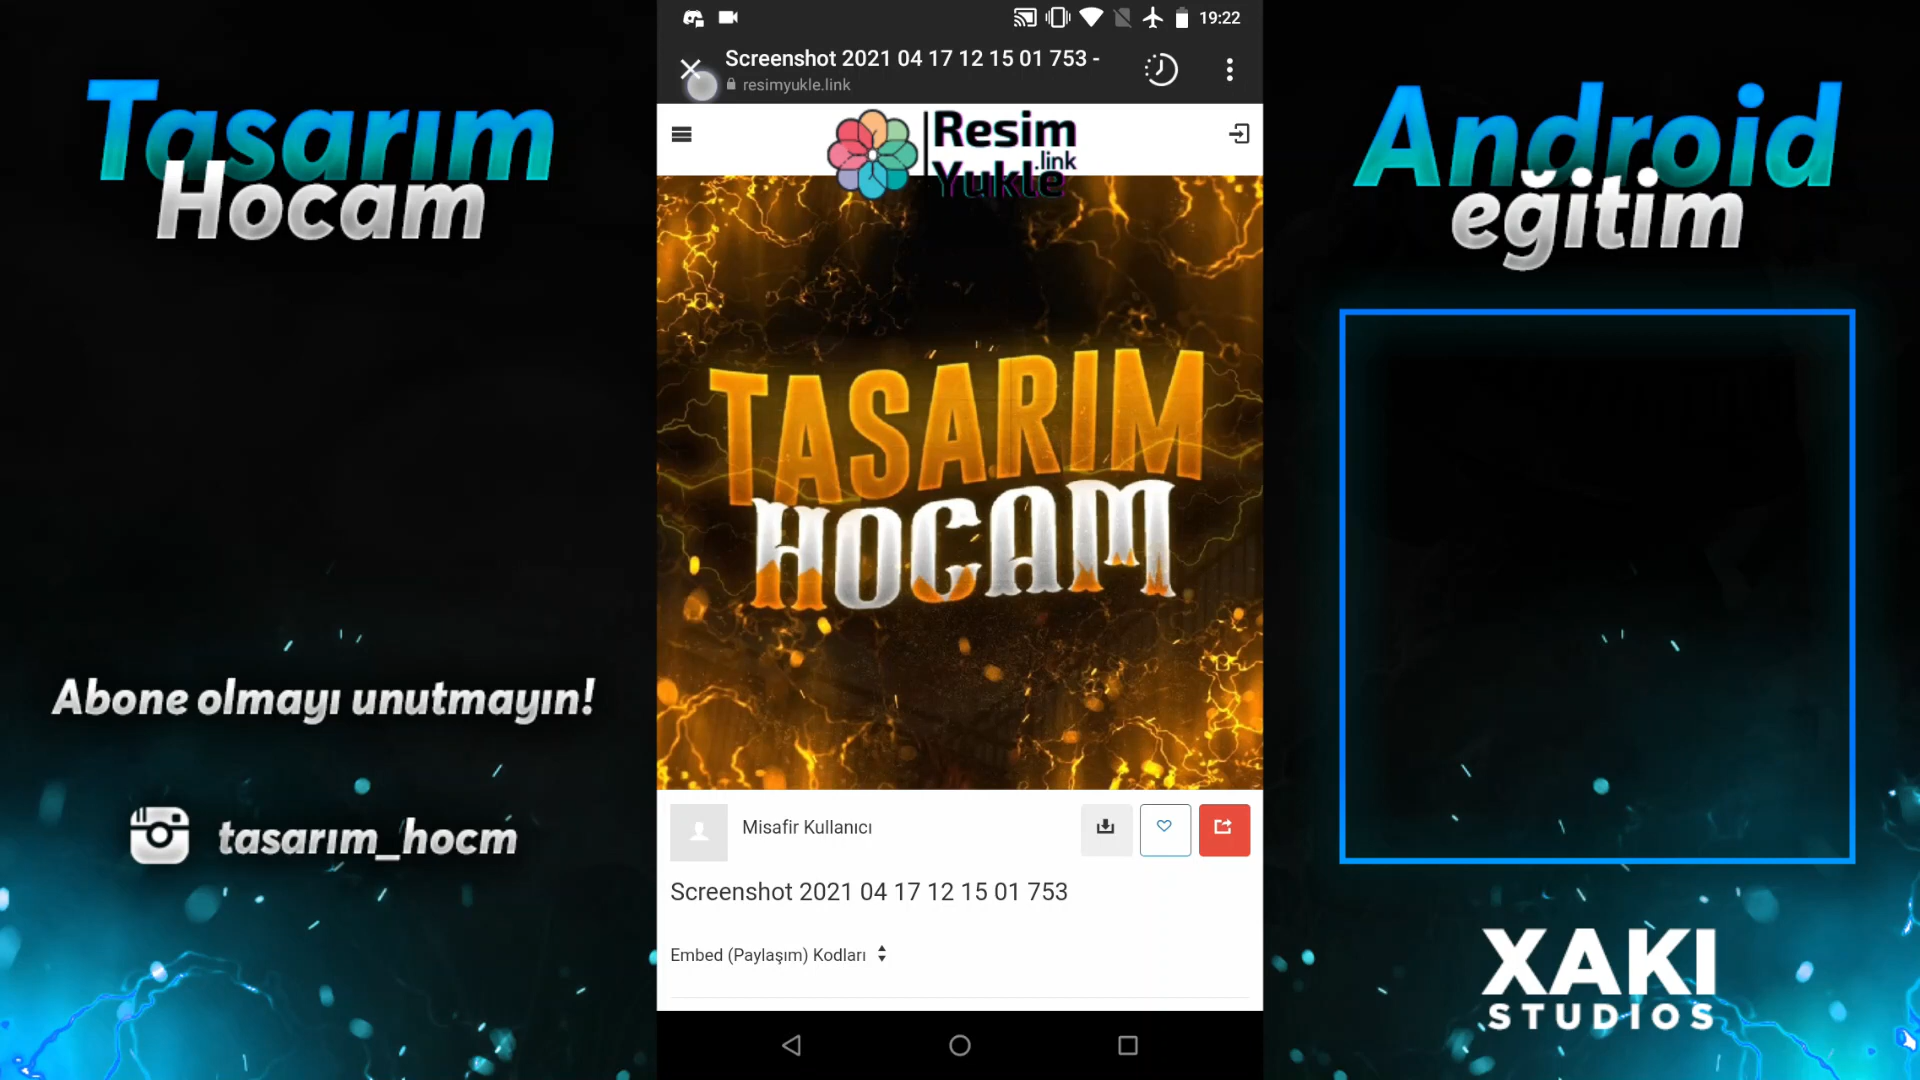 Tasarım
Hocam
Abone olmayı unutmayın!
tasarım_hocm
19:22
Screenshot 2021 04 17 12 15 01 753 -
resimyukle.link
Resim
.link
Yukle
TASARIM
HOCAM
Misafir Kullanıcı
Screenshot 2021 04 17 12 15 01 753
Embed (Paylaşım) Kodları
Android
eğitim
XAKI
STUDIOS